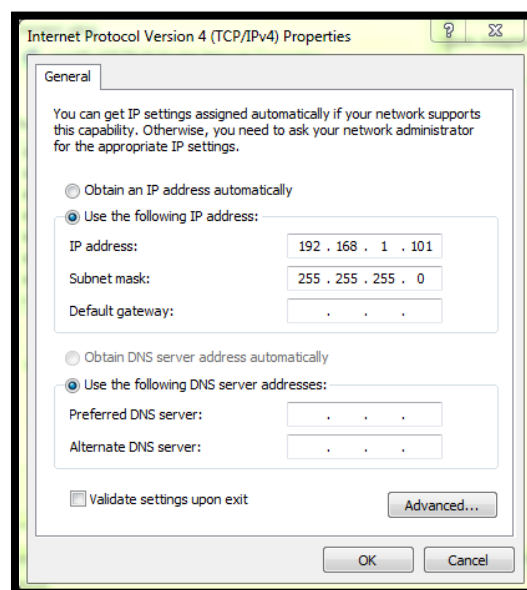 Internet Protocol Version 4 (TCP/IPv4) Properties
General
You can get IP settings assigned automatically if your network supports
this capability. Otherwise, you need to ask your network administrator
for the appropriate IP settings.
Obtain an IP address automatically
Use the following IP address:
IP address: 192 . 168 . 1 . 101
Subnet mask: 255 . 255 . 255 . 0
Default gateway: . . .
Obtain DNS server address automatically
Use the following DNS server addresses:
Preferred DNS server: . . .
Alternate DNS server: . . .
Validate settings upon exit
Advanced...
OK Cancel